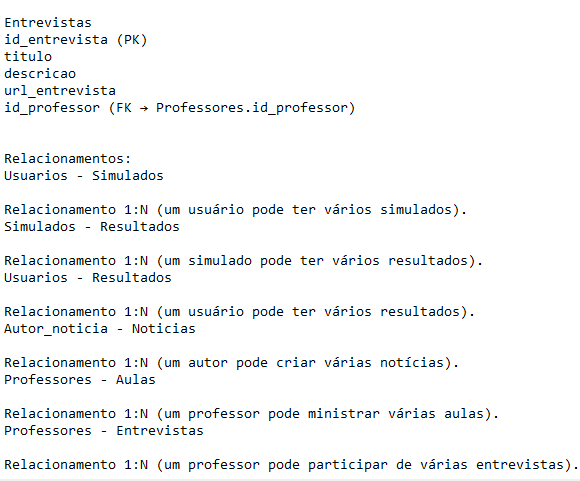 Entrevistas
id_entrevista (PK)
titulo
descricao
url_entrevista
id_professor (FK → Professores.id_professor)
Relacionamentos:
Usuarios - Simulados
Relacionamento 1:N (um usuário pode ter vários simulados).
Simulados - Resultados
Relacionamento 1:N (um simulado pode ter vários resultados).
Usuarios - Resultados
Relacionamento 1:N (um usuário pode ter vários resultados).
Autor_noticia - Noticias
Relacionamento 1:N (um autor pode criar várias notícias).
Professores - Aulas
Relacionamento 1:N (um professor pode ministrar várias aulas).
Professores - Entrevistas
Relacionamento 1:N (um professor pode participar de várias entrevistas).